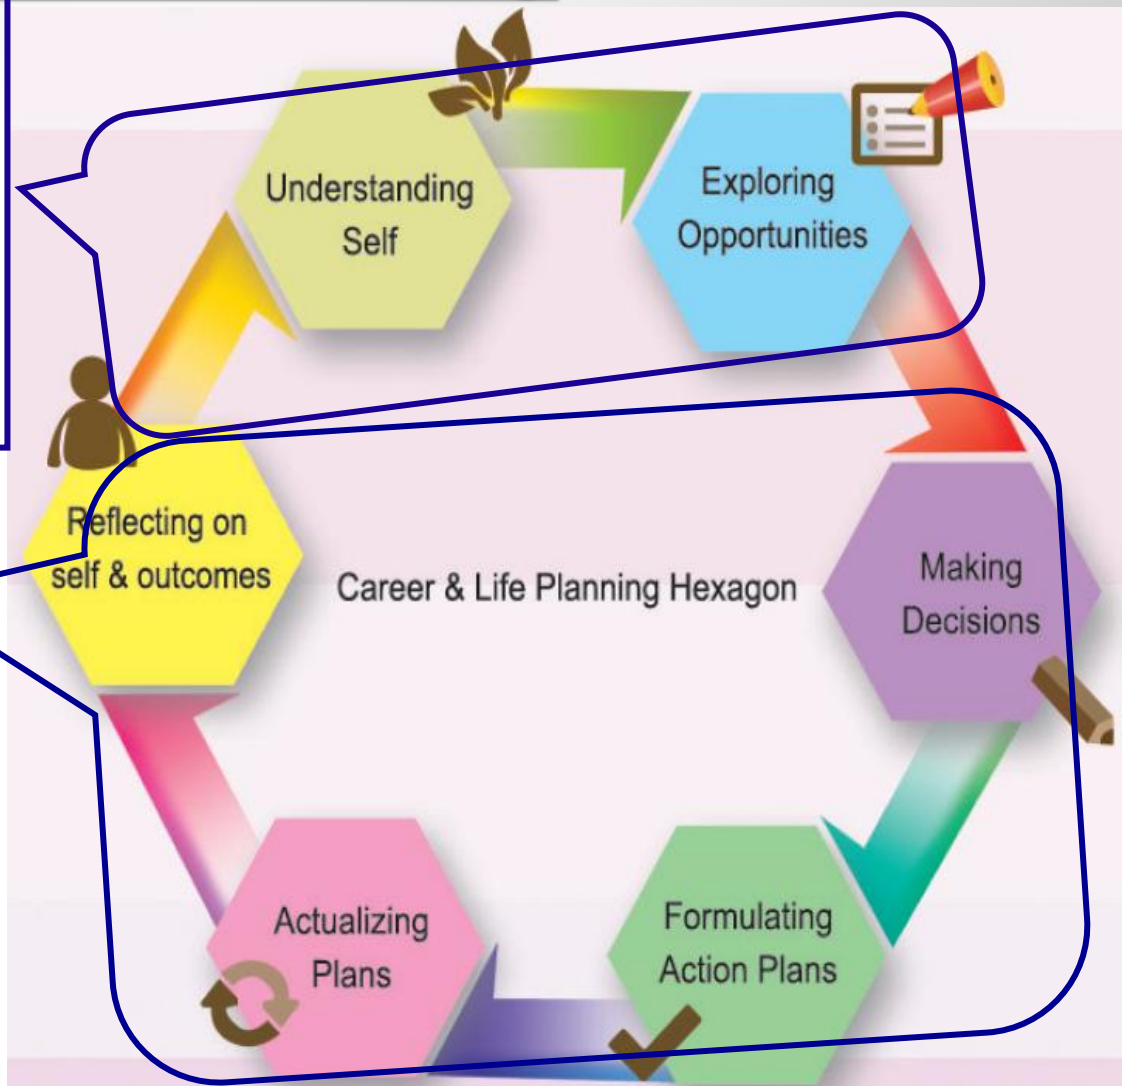 Understanding
Self
Exploring
Opportunities
Reflecting on
self & outcomes
Career & Life Planning Hexagon
Making
Decisions
Actualizing
Plans
Formulating
Action Plans